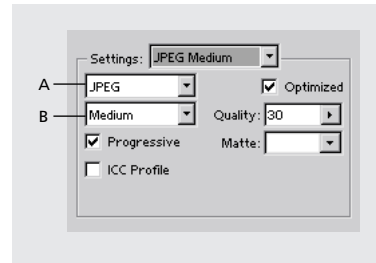 Settings: JPEG Medium
A JPEG Optimized
B Medium Quality: 30
Progressive Matte:
ICC Profile